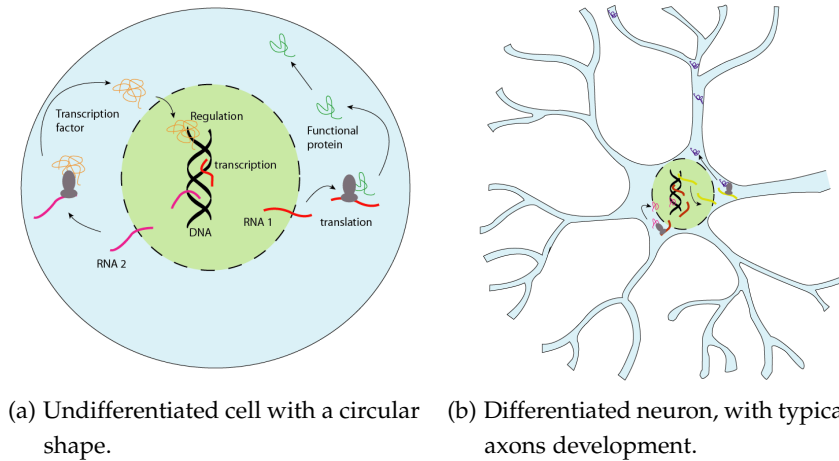 Transcription
factor
Regulation
transcription
Functional
protein
DNA
RNA 1
translation
RNA 2
(a) Undifferentiated cell with a circular
shape.
(b) Differentiated neuron, with typica
axons development.